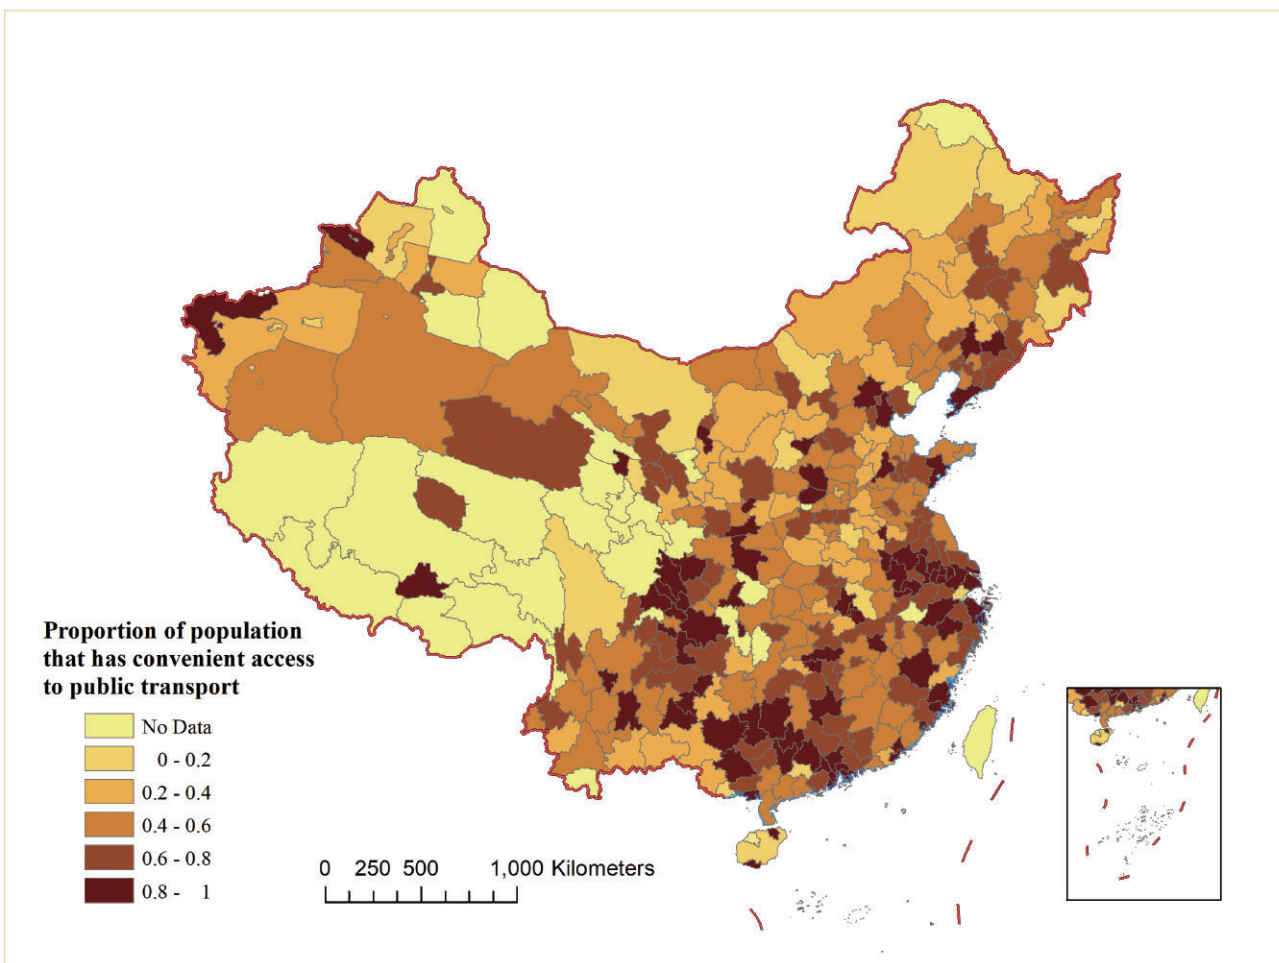 Proportion of population
that has convenient access
to public transport
No Data
0 - 0.2
0.2 - 0.4
0.4 - 0.6
0.6 - 0.8
0.8 - 1
0 250 500 1,000 Kilometers